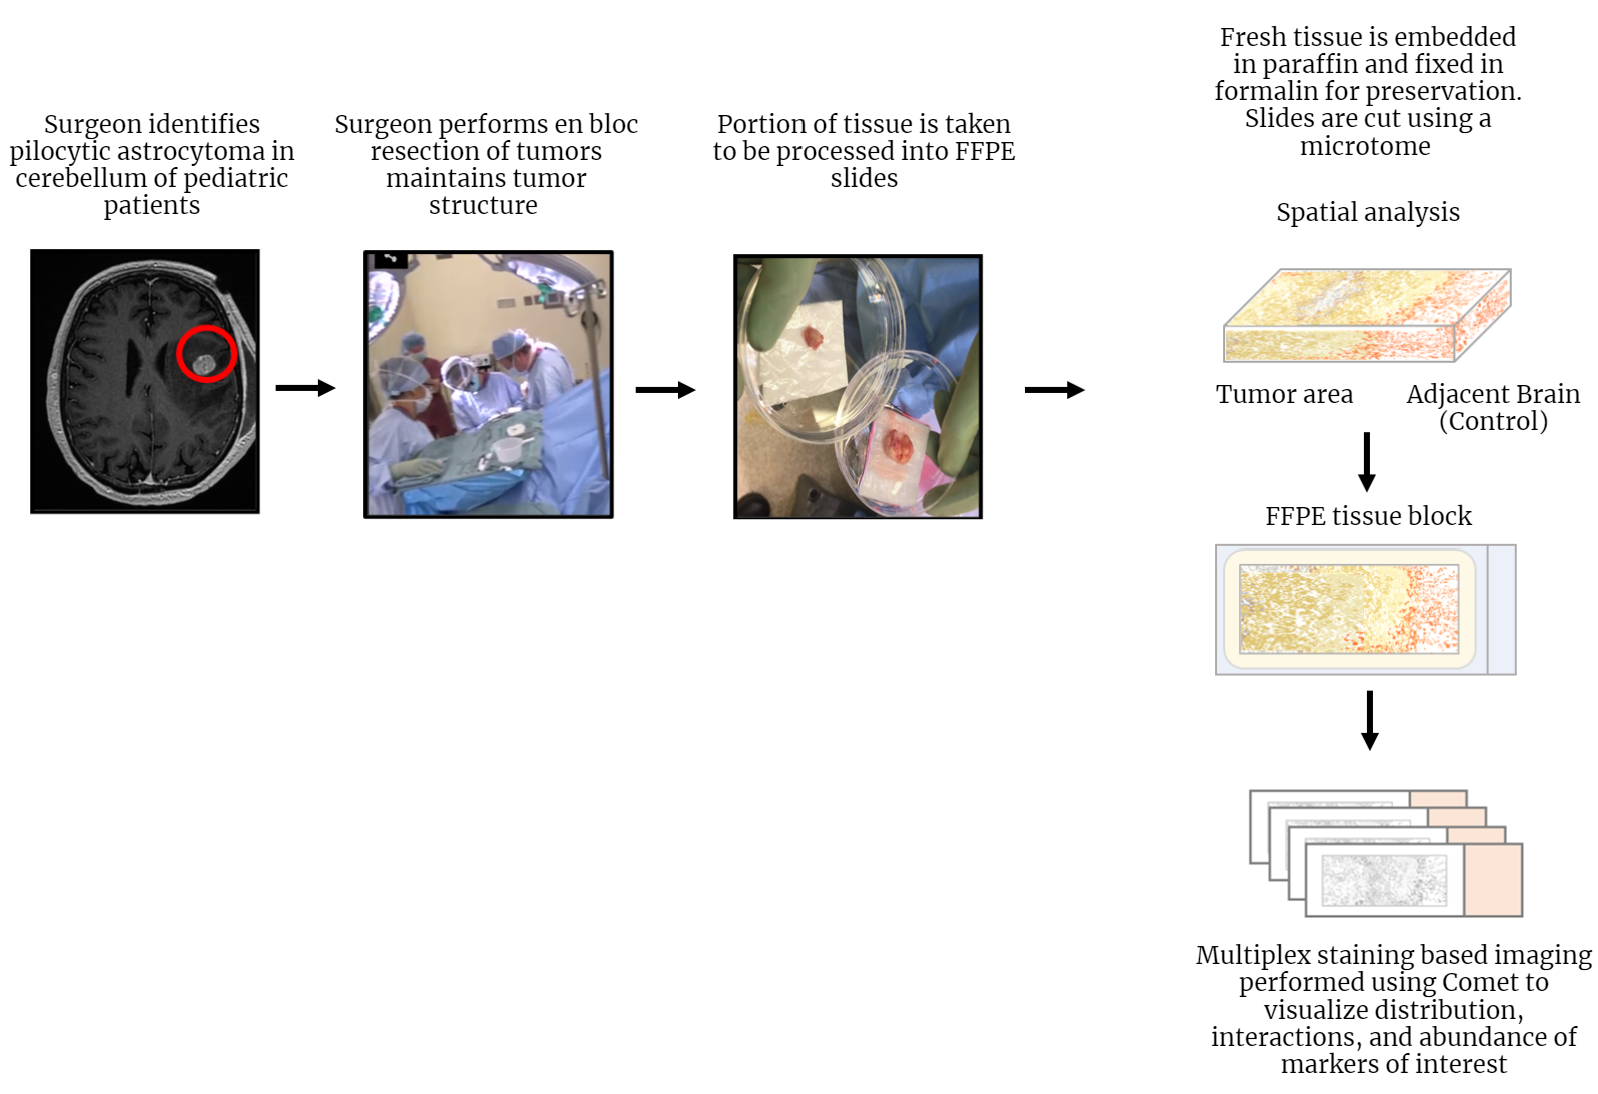 Surgeon identifies
pilocytic astrocytoma in
cerebellum of pediatric
patients
Surgeon performs en bloc
resection of tumors
maintains tumor
structure
Portion of tissue is taken
to be processed into FFPE
slides
Fresh tissue is embedded
in paraffin and fixed in
formalin for preservation.
Slides are cut using a
microtome
Spatial analysis
Tumor area
Adjacent Brain
(Control)
FFPE tissue block
Multiplex staining based imaging
performed using Comet to
visualize distribution,
interactions, and abundance of
markers of interest